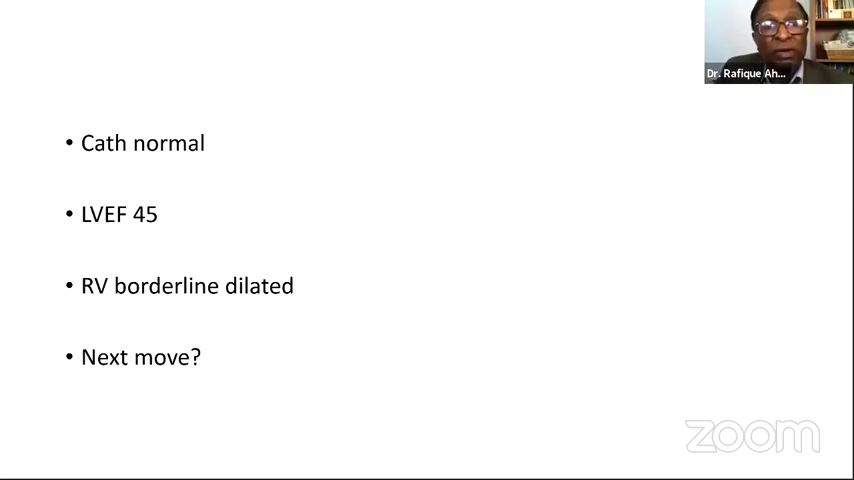 Dr. Rafique Ah...
• Cath normal
• LVEF 45
• RV borderline dilated
• Next move?
zoom